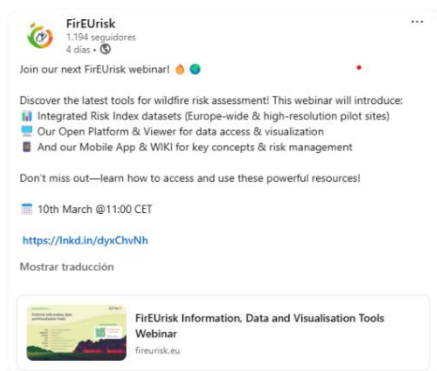 FirEUrisk
1.194 seguidores
4 días •
Join our next FirEUrisk webinar! 🔥 🌍
Discover the latest tools for wildfire risk assessment! This webinar will introduce:
📊 Integrated Risk Index datasets (Europe-wide & high-resolution pilot sites)
🖥️ Our Open Platform & Viewer for data access & visualization
📱 And our Mobile App & WIKI for key concepts & risk management
Don't miss out—learn how to access and use these powerful resources!
📅 10th March @11:00 CET
https://lnkd.in/dyxChvNh
Mostrar traducción
FirEUrisk Information, Data and Visualisation Tools
Webinar
fireurisk.eu